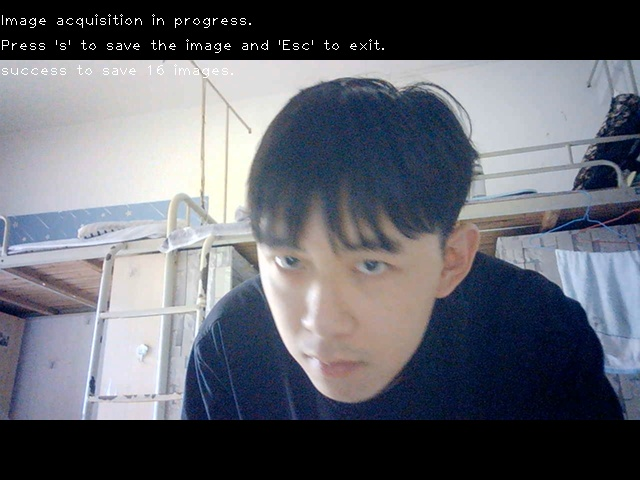 Image acquisition in progress.
Press 's' to save the image and 'Esc' to exit.
success to save 16 images.